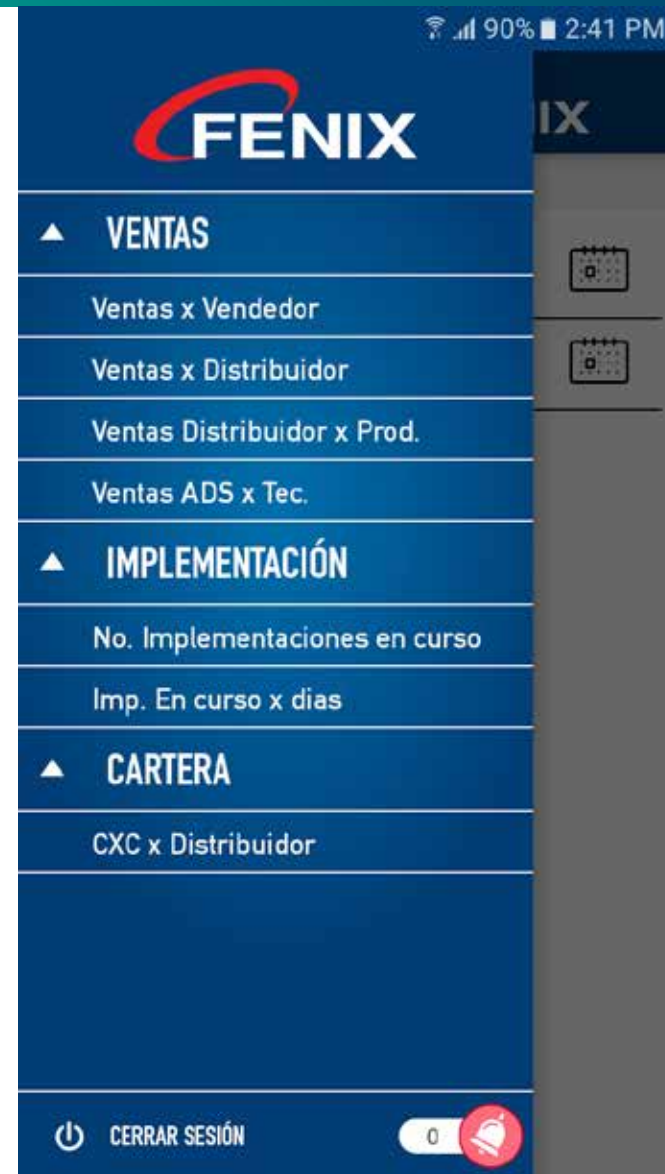 90% 2:41 PM
FENIX
IX
VENTAS
Ventas x Vendedor
Ventas x Distribuidor
Ventas Distribuidor x Prod.
Ventas ADS x Tec.
IMPLEMENTACIÓN
No. Implementaciones en curso
Imp. En curso x dias
CARTERA
CXC x Distribuidor
CERRAR SESIÓN 0